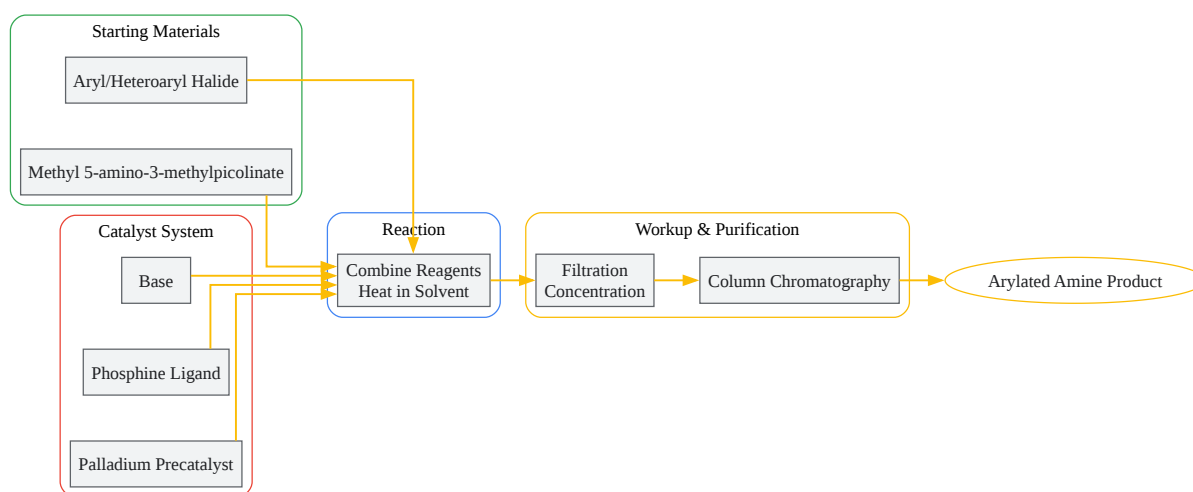 Starting Materials
Aryl/Heteroaryl Halide
Methyl 5-amino-3-methylpicolinate
Catalyst System
Base
Phosphine Ligand
Palladium Precatalyst
Reaction
Combine Reagents
Heat in Solvent
Workup & Purification
Filtration
Concentration
Column Chromatography
Arylated Amine Product